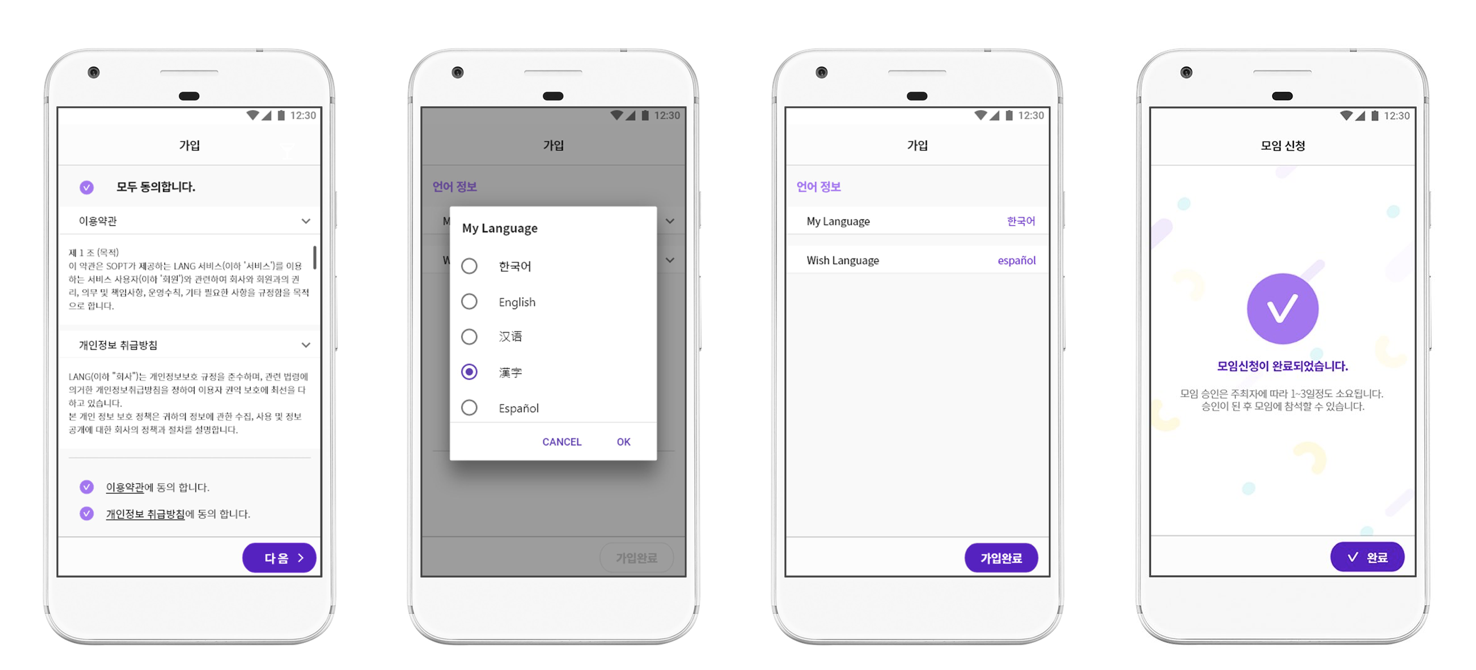 12:30
가입
모두 동의합니다.
이용약관
제 1 조 (목적)
이 약관은 SOPT가 제공하는 LANG 서비스(이하 '서비스')를 이용
하는 서비스 사용자(이하 '회원')와 관련하여 회사와 회원과의 권
리, 의무 및 책임사항, 운영수칙, 기타 필요한 사항을 규정함을 목적
으로 합니다.
개인정보 취급방침
LANG(이하 "회사")는 개인정보보호 규정을 준수하며, 관련 법령에
의거한 개인정보취급방침을 정하여 이용자 권익 보호에 최선을 다
하고 있습니다.
본 개인 정보 보호 정책은 귀하의 정보에 관한 수집, 사용 및 정보
공개에 대한 회사의 정책과 절차를 설명합니다.
이용약관에 동의 합니다.
개인정보 취급방침에 동의 합니다.
다음
12:30
가입
언어 정보
M
W
My Language
한국어
English
汉语
漢字
Español
CANCEL
OK
가입완료
12:30
가입
언어 정보
My Language 한국어
Wish Language español
가입완료
12:30
모임 신청
모임신청이 완료되었습니다.
모임 승인은 주최자에 따라 1~3일정도 소요됩니다.
승인이 된 후 모임에 참석할 수 있습니다.
완료